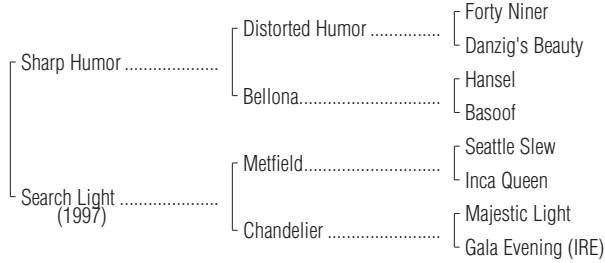 Forty Niner
Distorted Humor ...............
Danzig's Beauty
Sharp Humor ....................
Hansel
Bellona..............................
Basoof
Seattle Slew
Metfield.............................
Inca Queen
Search Light .....................
(1997)
Majestic Light
Chandelier ........................
Gala Evening (IRE)